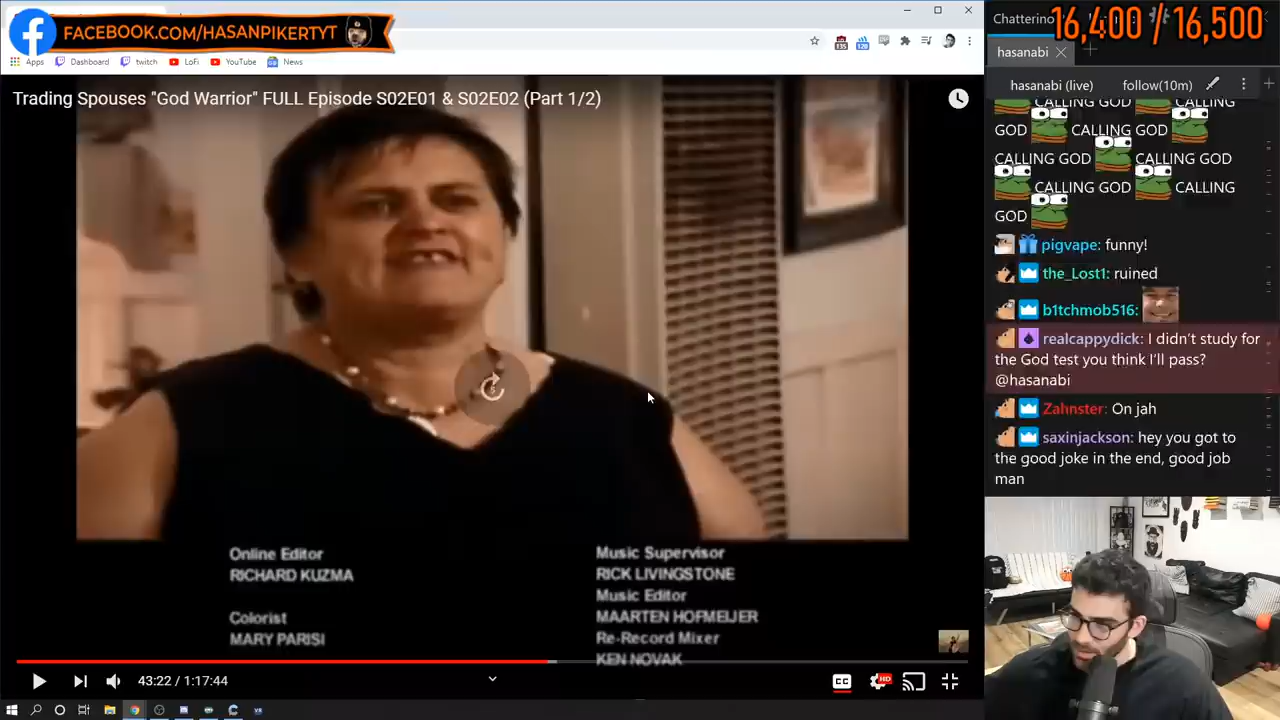 FACEBOOK.COM/HASANPIKERTYT
135
120
Apps
Dashboard
twitch
LoFi
YouTube
News
Trading Spouses "God Warrior" FULL Episode S02E01 & S02E02 (Part 1/2)
5
Online Editor
RICHARD KUZMA
Colorist
MARY PARISI
Music Supervisor
RICK LIVINGSTONE
Music Editor
MAARTEN HOFMEIJER
Re-Record Mixer
KEN NOVAK
43:22 / 1:17:44
CC
HD
Chatterino
16,400 / 16,500
hasanabi
hasanabi (live)
follow(10m)
CALLING
GOD CALLING GOD
CALLING GOD CALLING GOD
CALLING GOD CALLING
GOD
pigvape: funny!
the_Lost1: ruined
b1tchmob516:
realcappydick: I didn't study for
the God test you think I'll pass?
@hasanabi
Zahnster: On jah
saxinjackson: hey you got to
the good joke in the end, good job
man